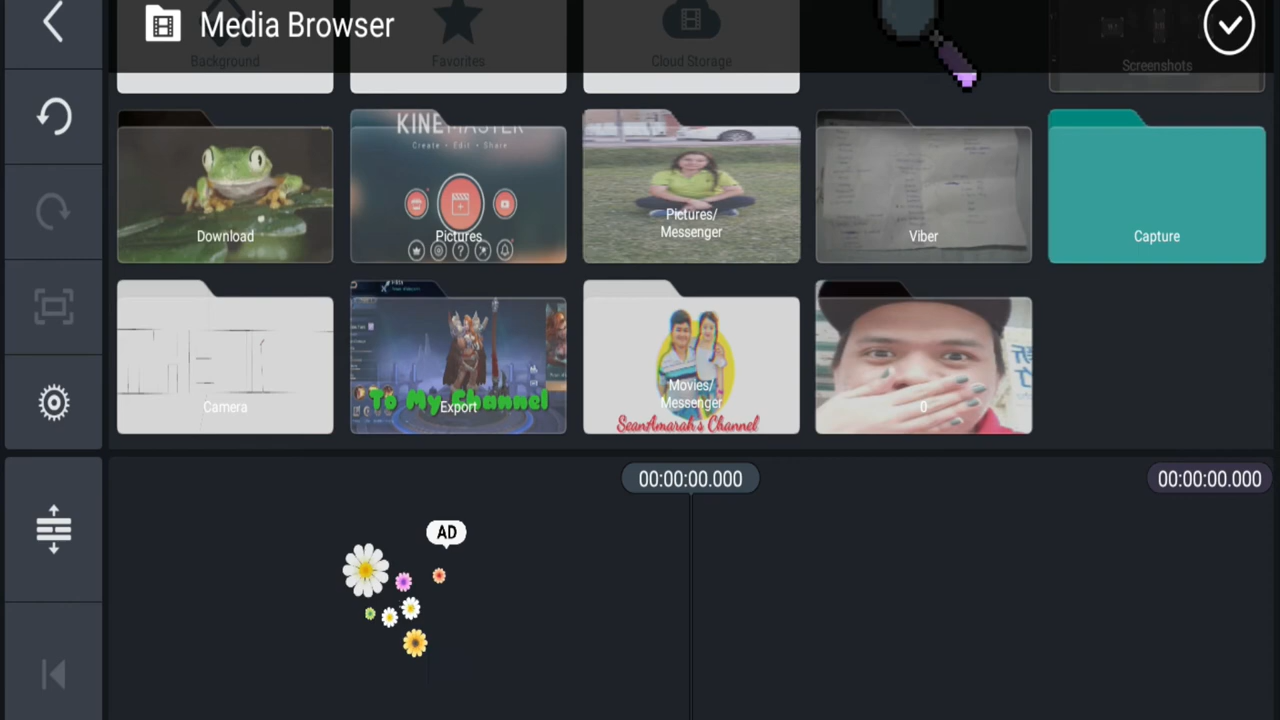 Media Browser
Background
Favorites
Cloud Storage
Screenshots
KINEMASTER
Create • Edit • Share
Download
Pictures
Pictures/
Messenger
Viber
Capture
To My Channel
Camera
Export
Movies/
Messenger
0
SeanAmarah's Channel
00:00:00.000
00:00:00.000
AD